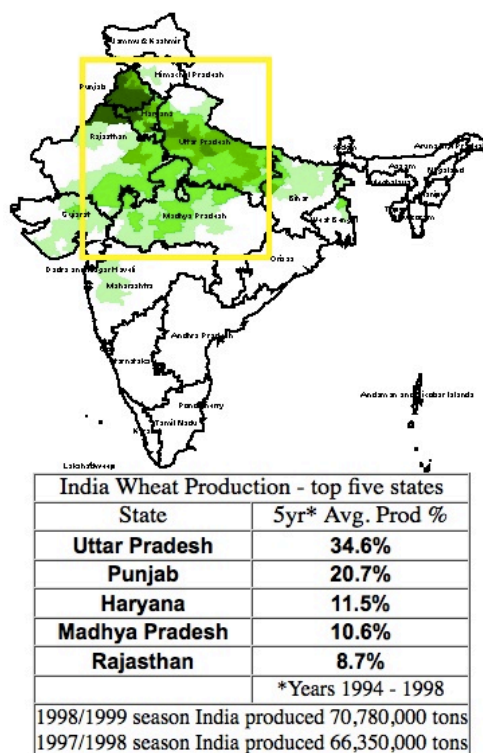 Jammu & Kashmir
Himachal Pradesh
Punjab
Haryana
Rajasthan
Uttar Pradesh
Sikkim
Arunachal Pradesh
Assam
Nagaland
Meghalaya
Manipur
Bihar
Gujarat
Madhya Pradesh
West Bengal
Mizoram
Orissa
Dadra and Nagar Haveli
Maharashtra
Andhra Pradesh
Goa
Karnataka
Andaman and Nicobar Islands
Pondicherry
Tamil Nadu
Kerala
Lakshadweep
India Wheat Production - top five states
State 5yr* Avg. Prod %
Uttar Pradesh 34.6%
Punjab 20.7%
Haryana 11.5%
Madhya Pradesh 10.6%
Rajasthan 8.7%
*Years 1994 - 1998
1998/1999 season India produced 70,780,000 tons
1997/1998 season India produced 66,350,000 tons